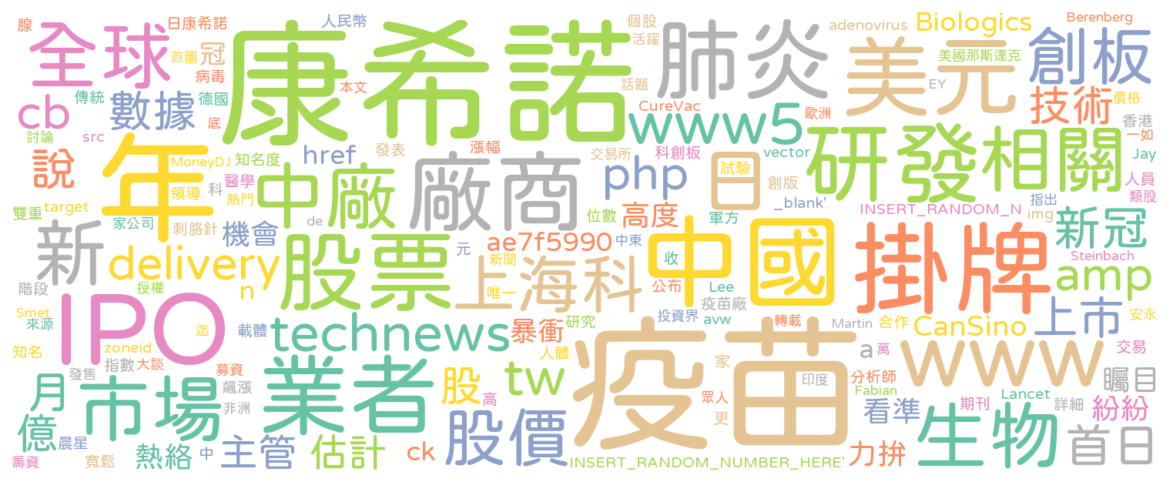 腺
日康希諾
人民幣
個股
adenovirus
Biologics
Berenberg
全球
首圖
冠
康希諾
活躍
肺炎
美元
美國那斯達克
創板
病毒
話題
cb
傳統
數據
德國
本文
CureVac
EY
技術
價格
香港
討論
src
底
www5
歐洲
一如
說
年
MoneyDJ
知名度
href
發表
漲幅
交易所
科創板
vector
日
試驗
研發相關
Jay
領導
科
醫學
熱門
中廠
廠商
php
創版
_blank'
人員
類股
雙重
target
家公司
刺胳針
機會
de
位數
高度
軍方
INSERT_RANDOM_N
指出
img
新冠
新
delivery
股票
元
ae7f5990
中東
新聞
收
中國
掛牌
Steinbach
階段
授權
n
上海科
唯一
公布
Lee
疫苗廠
amp
IPO
Smet
來源
迄
載體
technews
暴衝
研究
投資界
avw
轉載
Martin
合作
CanSino
上市
安永
知名
zoneid
指數
大談
募資
業者
人體
疫苗
家
a
萬
www
交易
月
發售
飆漲
市場
股
tw
高
印度
分析師
Fabian
矚目
非洲
眾人
更
看準
期刊
Lancet
詳細
紛紛
億
晨星
籌資
寬鬆
熱絡
中
主管
估計
ck
股價
INSERT_RANDOM_NUMBER_HERE'
力拚
生物
首日